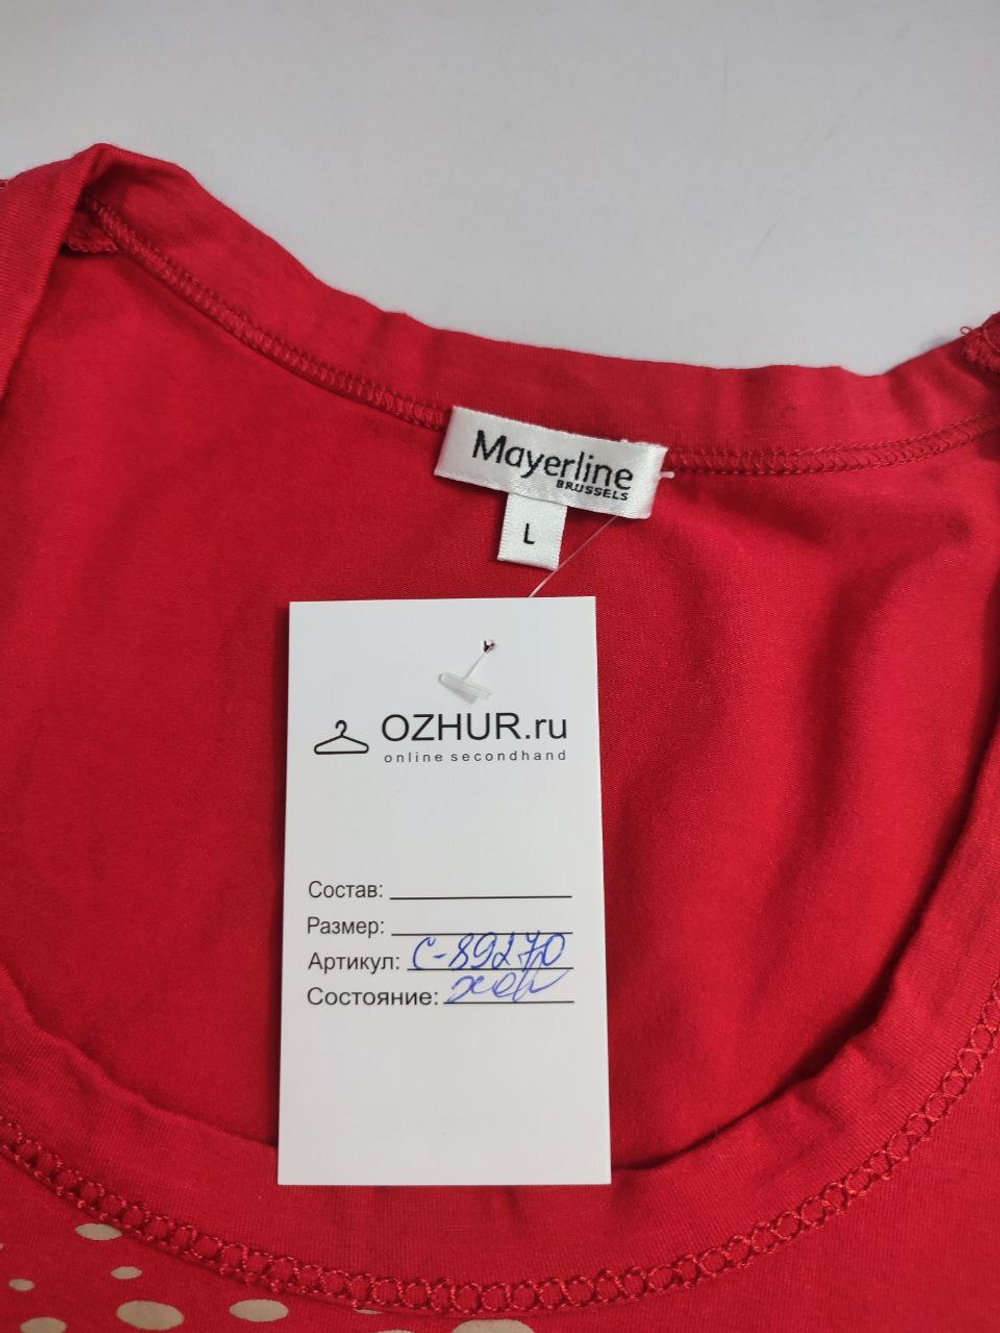 Mayerline
BRUSSELS
L
OZHUR.ru
online secondhand
Состав:
Размер:
Артикул: С-89270
Состояние: хор